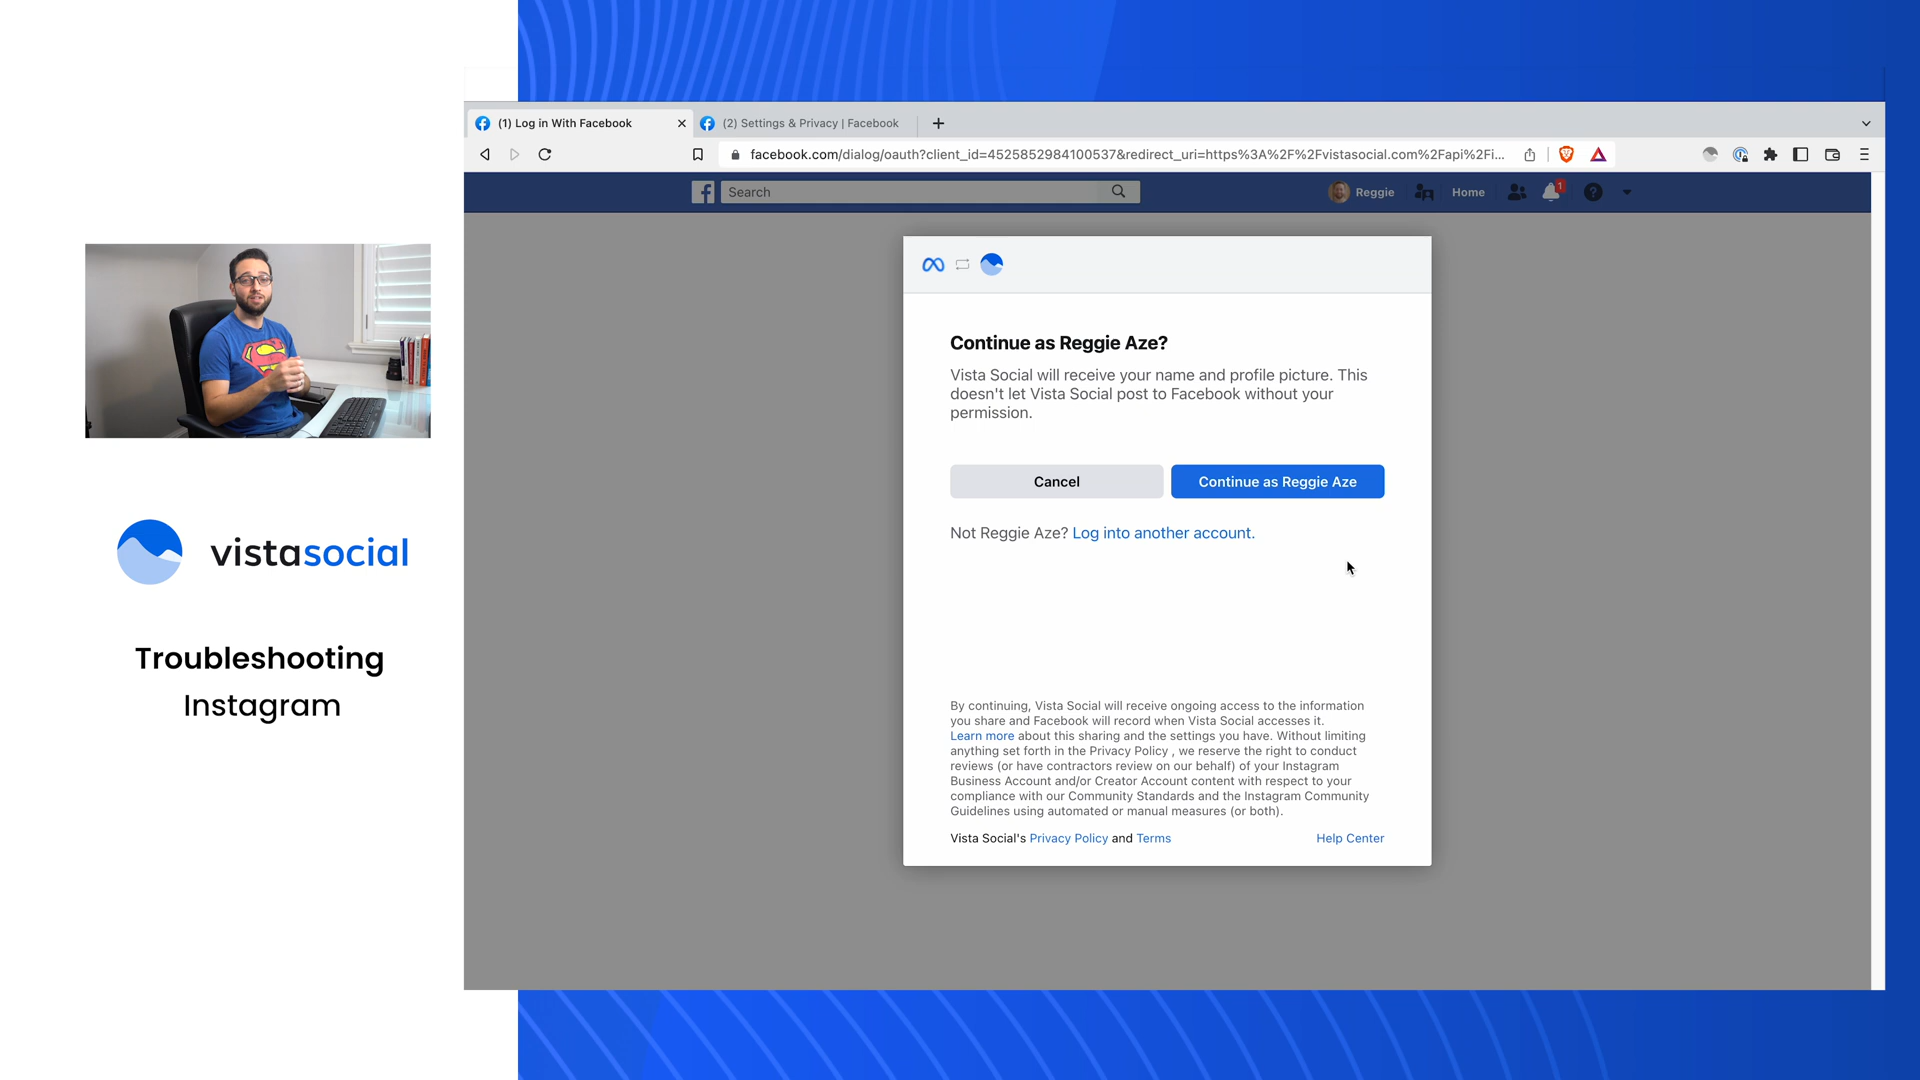 (1) Log in With Facebook
(2) Settings & Privacy | Facebook
facebook.com/dialog/oauth?client_id=4525852984100537&redirect_uri=https%3A%2F%2Fvistasocial.com%2Fapi%2Fi...
Search
Reggie
Home
1
Continue as Reggie Aze?
Vista Social will receive your name and profile picture. This
doesn't let Vista Social post to Facebook without your
permission.
Cancel
Continue as Reggie Aze
Not Reggie Aze? Log into another account.
By continuing, Vista Social will receive ongoing access to the information
you share and Facebook will record when Vista Social accesses it.
Learn more about this sharing and the settings you have. Without limiting
anything set forth in the Privacy Policy , we reserve the right to conduct
reviews (or have contractors review on our behalf) of your Instagram
Business Account and/or Creator Account content with respect to your
compliance with our Community Standards and the Instagram Community
Guidelines using automated or manual measures (or both).
Vista Social's Privacy Policy and Terms
Help Center
vistasocial
Troubleshooting
Instagram